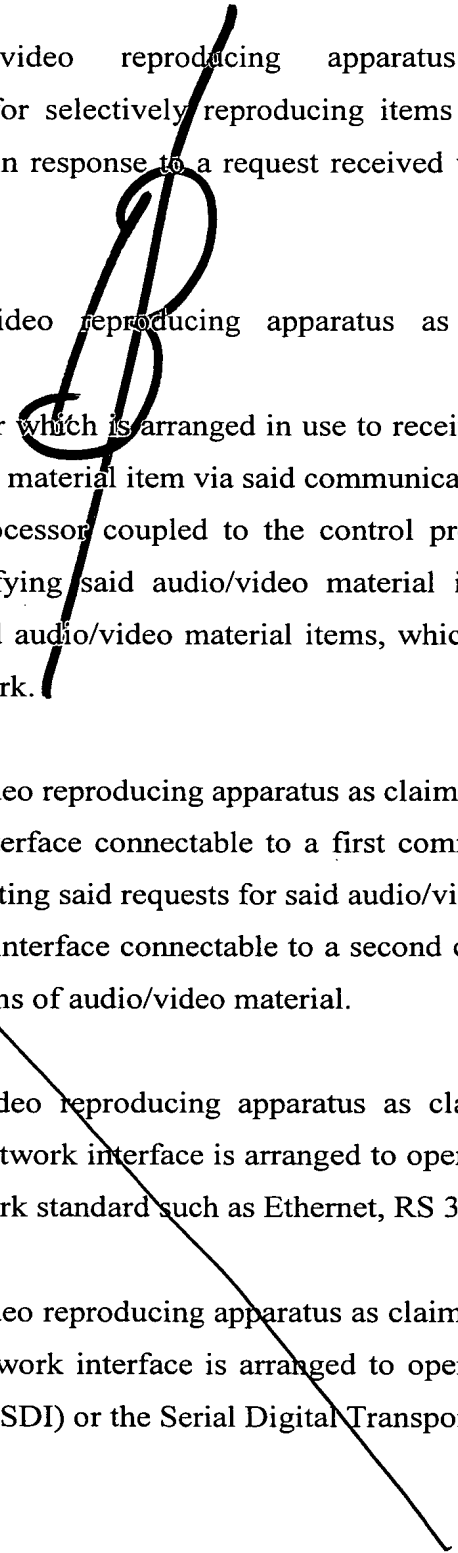 video reproducing apparatus
for selectively reproducing items
in response to a request received
video reproducing apparatus as
which is arranged in use to recei
material item via said communica
ocessor coupled to the control pr
fying said audio/video material i
audio/video material items, whic
rk.
deo reproducing apparatus as claim
erface connectable to a first com
ting said requests for said audio/vi
interface connectable to a second c
ns of audio/video material.
deo reproducing apparatus as cla
twork interface is arranged to oper
rk standard such as Ethernet, RS 3
deo reproducing apparatus as claim
work interface is arranged to oper
SDI) or the Serial Digital Transpo